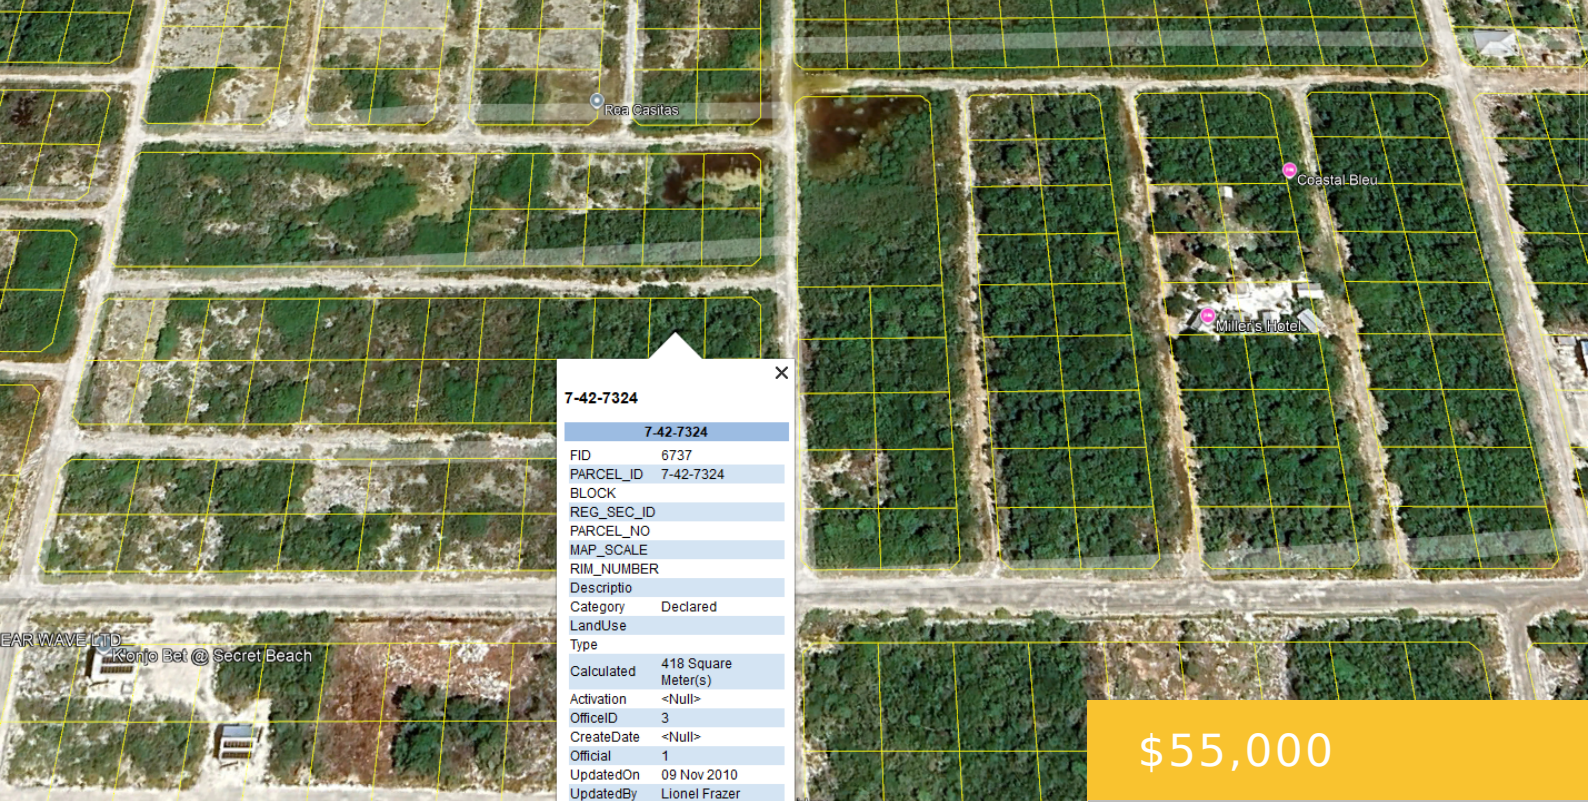 Rea Casitas
Coastal Bleu
Miller's Hotel
7-42-7324
7-42-7324
FID 6737
PARCEL_ID 7-42-7324
BLOCK
REG_SEC_ID
PARCEL_NO
MAP_SCALE
RIM_NUMBER
Descriptio
Category Declared
LandUse
Type
Calculated 418 Square
Meter(s)
Activation <Null>
OfficeID 3
CreateDate <Null>
Official 1
UpdatedOn 09 Nov 2010
UpdatedBy Lionel Frazer
EAR WAVE LTD
Konjo Bet @ Secret Beach
$55,000